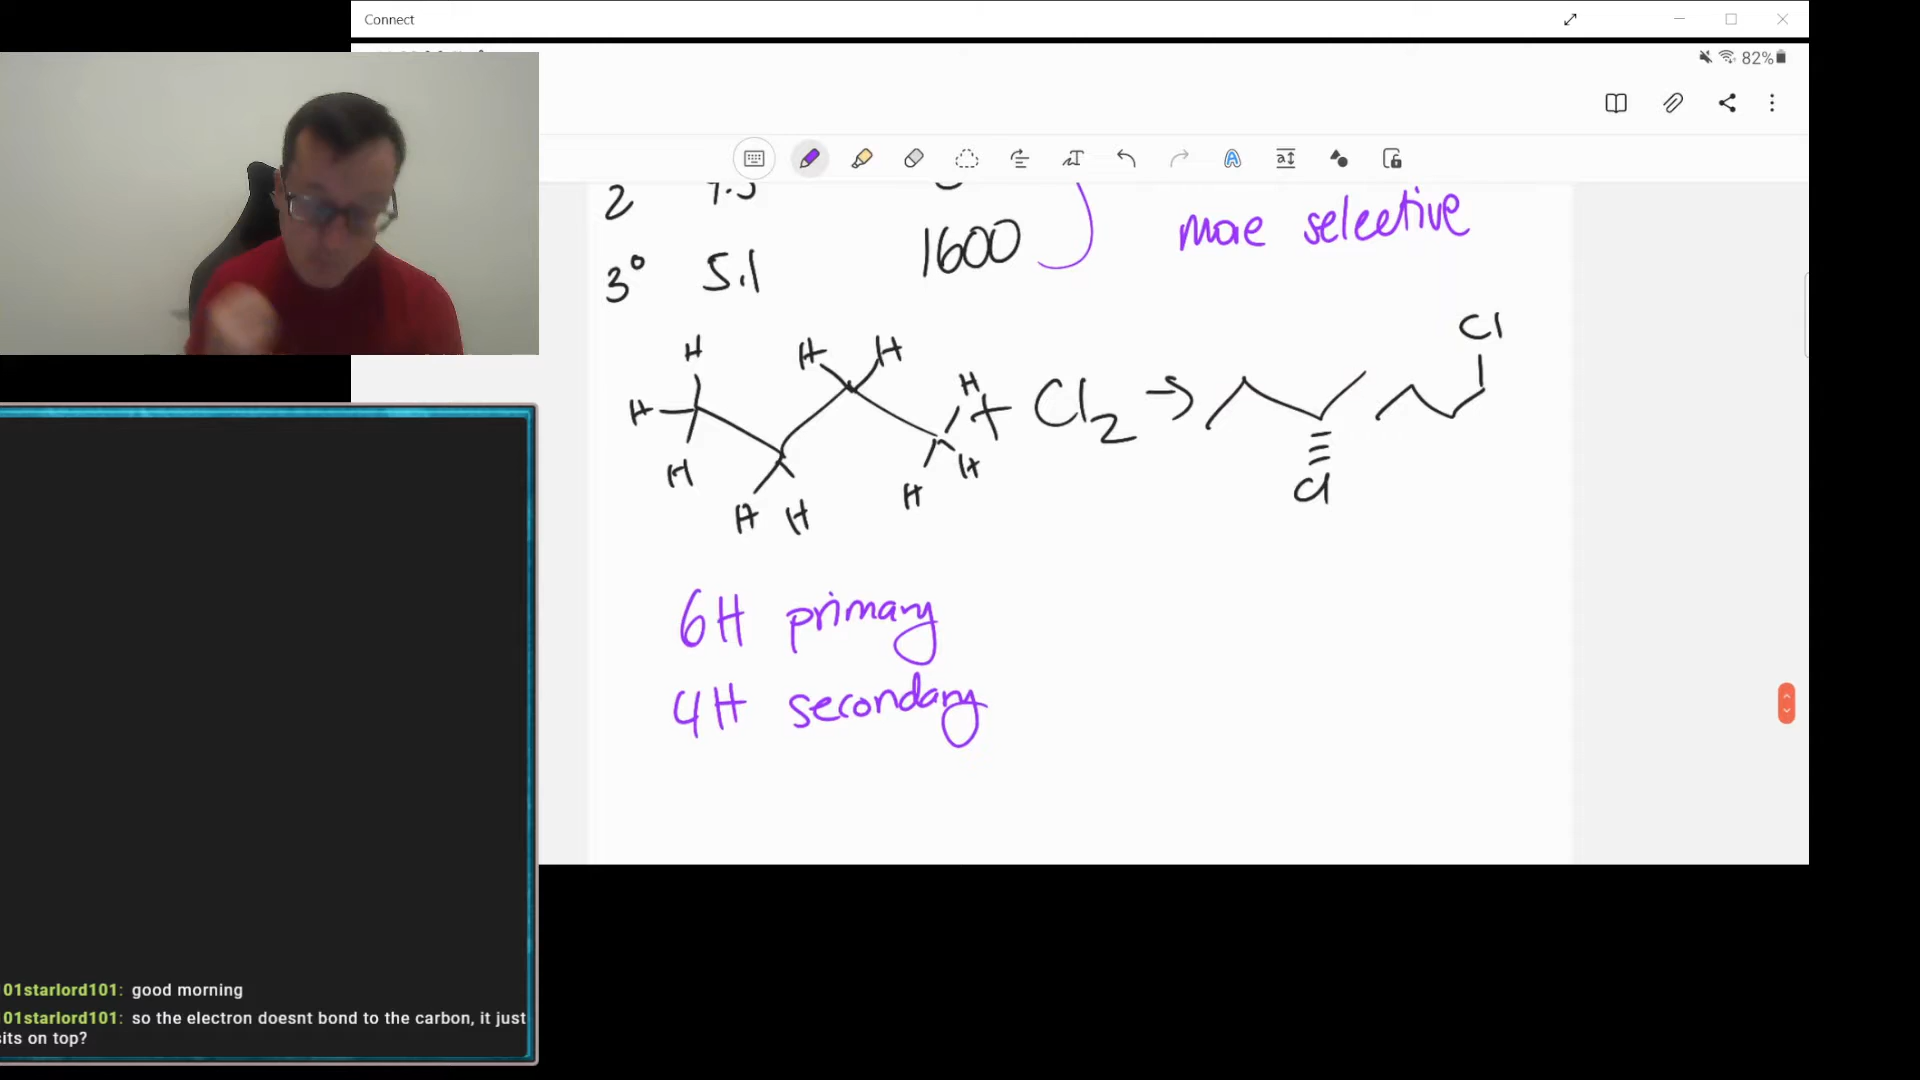 Connect
82%
2
3° 5.1 1600
more selective
H H H H + Cl2 → Cl
H
H H
H H H Cl
6H primary
4H secondary
01starlord101: good morning
01starlord101: so the electron doesnt bond to the carbon, it just
sits on top?